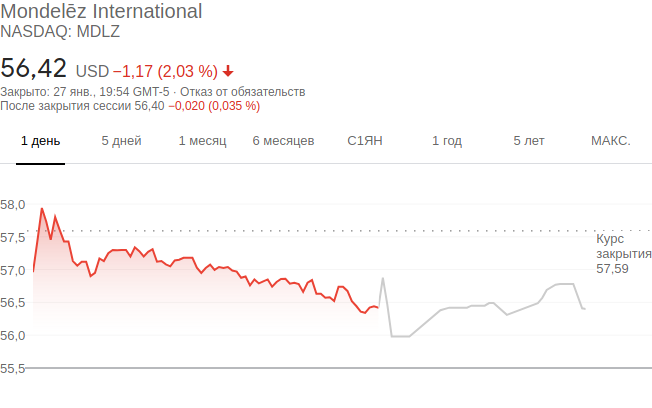 Mondelēz International
NASDAQ: MDLZ
56,42 USD −1,17 (2,03 %)
Закрыто: 27 янв., 19:54 GMT-5 · Отказ от обязательств
После закрытия сессии 56,40 −0,020 (0,035 %)
1 день 5 дней 1 месяц 6 месяцев С1ЯН 1 год 5 лет МАКС.
58,0
57,5
Курс
закрытия
57,59
57,0
56,5
56,0
55,5